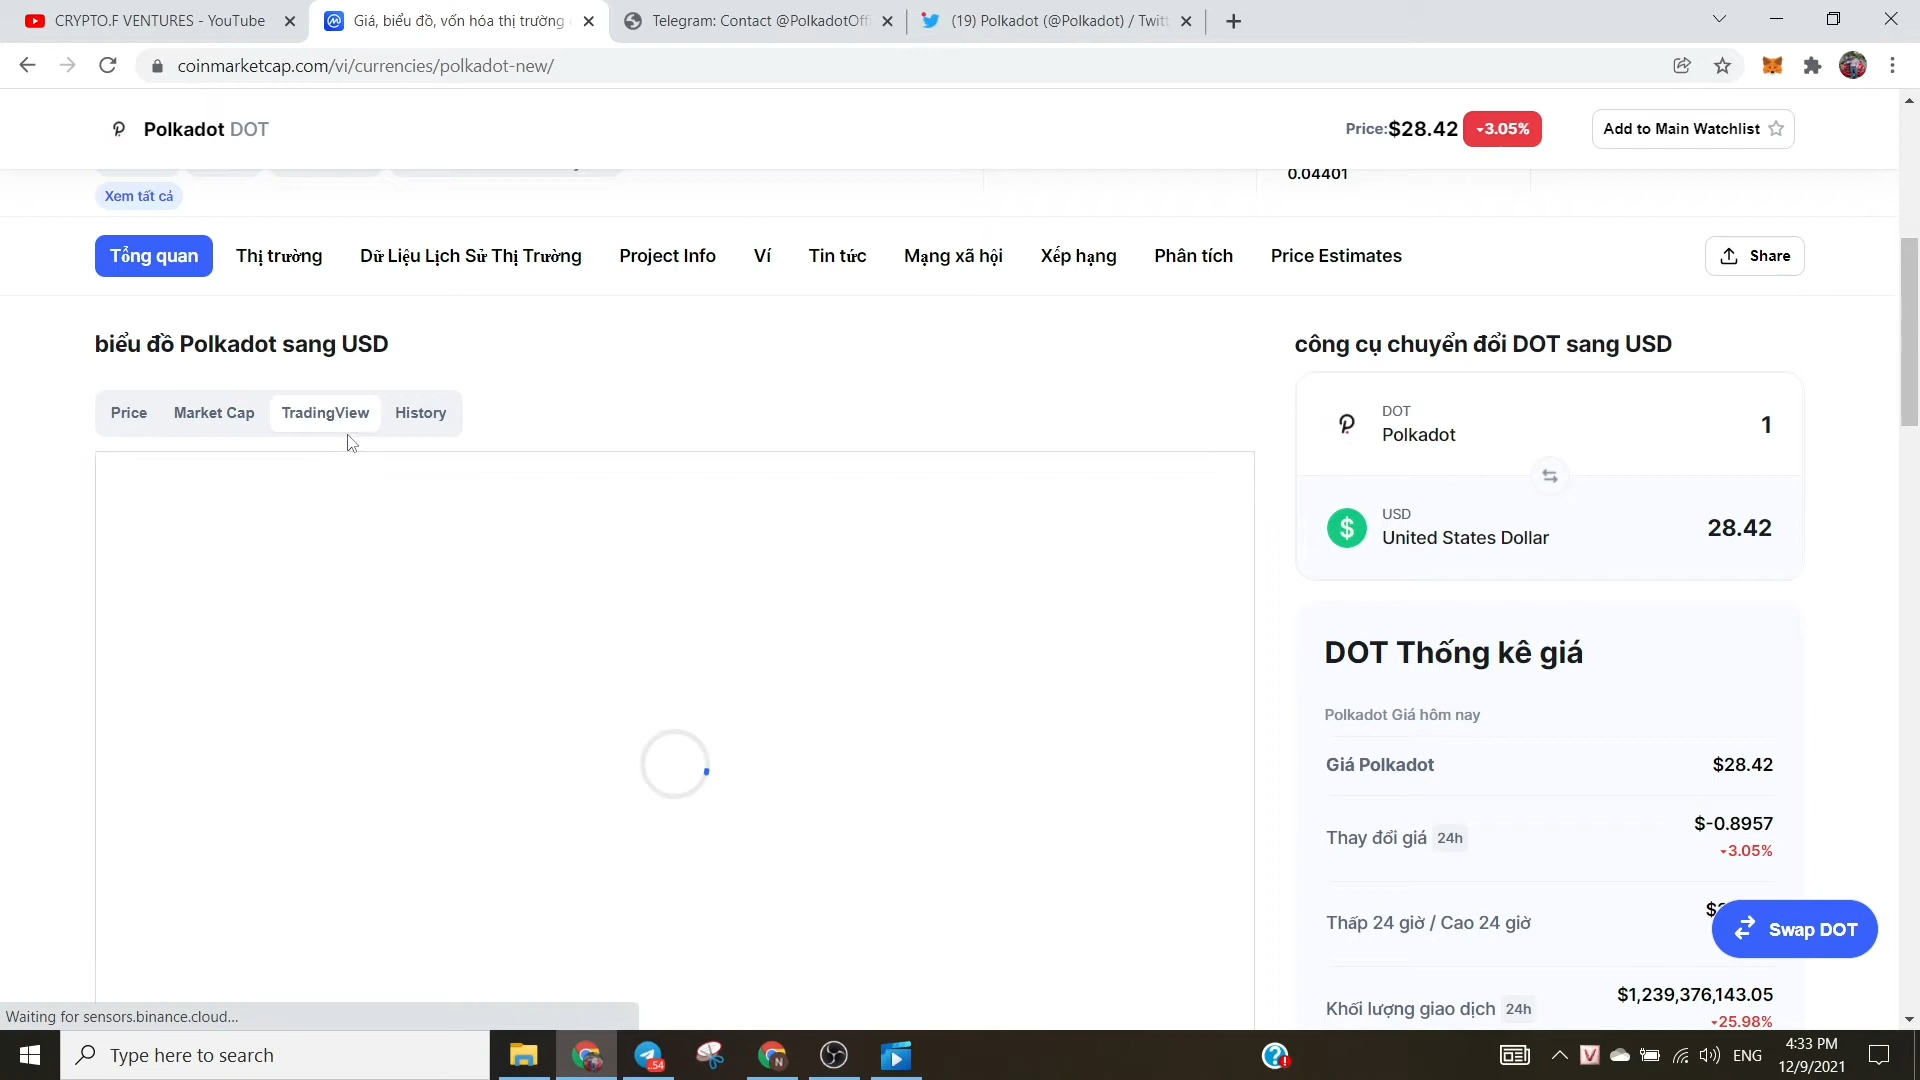 CRYPTO.F VENTURES - YouTube
Giá, biểu đồ, vốn hóa thị trường
Telegram: Contact @PolkadotOffi
(19) Polkadot (@Polkadot) / Twitt
coinmarketcap.com/vi/currencies/polkadot-new/
Polkadot DOT
Price:$28.42
3.05%
Add to Main Watchlist
0.04401
Xem tất cả
Tổng quan
Thị trường
Dữ Liệu Lịch Sử Thị Trường
Project Info
Ví
Tin tức
Mạng xã hội
Xếp hạng
Phân tích
Price Estimates
Share
biểu đồ Polkadot sang USD
Price
Market Cap
TradingView
History
công cụ chuyển đổi DOT sang USD
DOT
Polkadot
1
USD
United States Dollar
28.42
DOT Thống kê giá
Polkadot Giá hôm nay
Giá Polkadot
$28.42
Thay đổi giá 24h
$-0.8957
3.05%
Thấp 24 giờ / Cao 24 giờ
Swap DOT
Khối lượng giao dịch 24h
$1,239,376,143.05
25.98%
Waiting for sensors.binance.cloud...
Type here to search
54
N
V
ENG
4:33 PM
12/9/2021